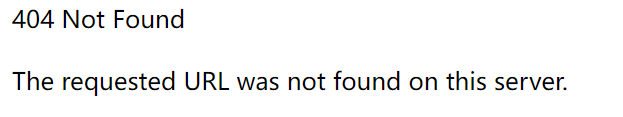 404 Not Found
The requested URL was not found on this server.